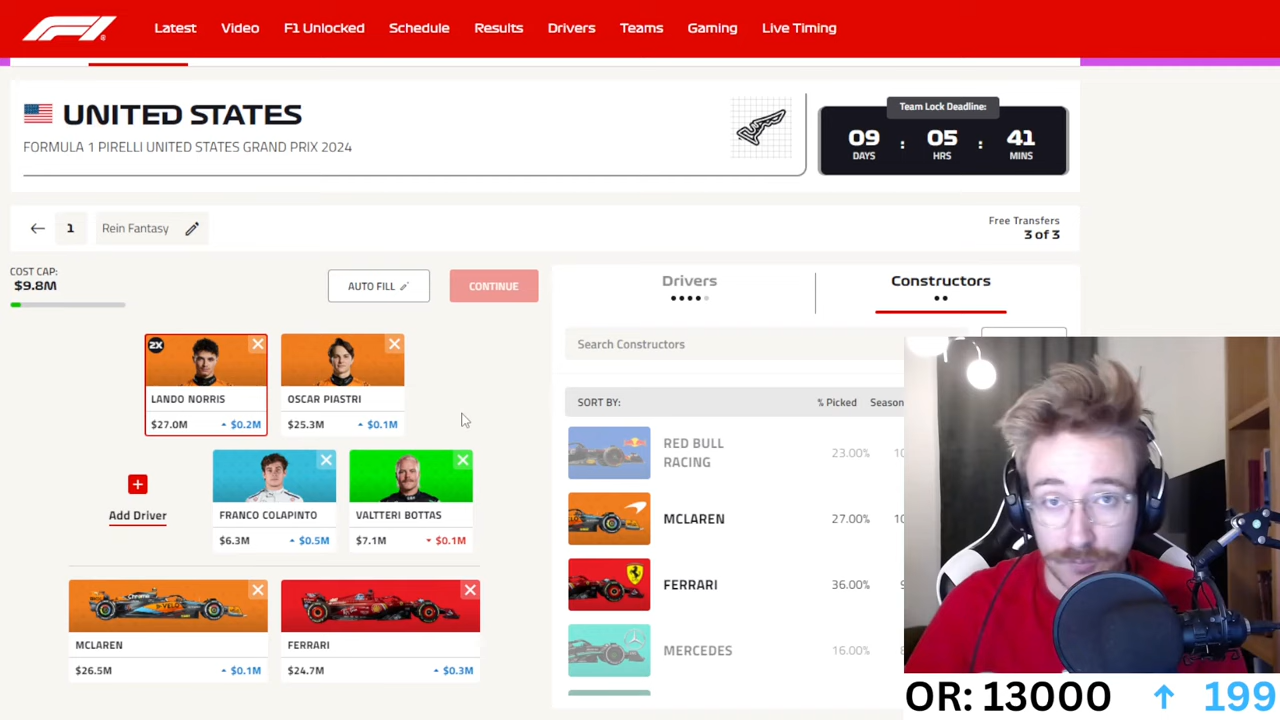 F1
Latest Video F1 Unlocked Schedule Results Drivers Teams Gaming Live Timing
UNITED STATES
FORMULA 1 PIRELLI UNITED STATES GRAND PRIX 2024
Team Lock Deadline:
09 : 05 : 41
DAYS HRS MINS
1 Rein Fantasy
Free Transfers
3 of 3
COST CAP:
$9.8M
AUTO FILL
CONTINUE
Drivers
Constructors
2X
LANDO NORRIS
$27.0M $0.2M
OSCAR PIASTRI
$25.3M $0.1M
Add Driver
FRANCO COLAPINTO
$6.3M $0.5M
VALTTERI BOTTAS
$7.1M $0.1M
MCLAREN
$26.5M $0.1M
FERRARI
$24.7M $0.3M
Search Constructors
SORT BY: % Picked Season
RED BULL
RACING
23.00%
MCLAREN 27.00%
FERRARI 36.00%
MERCEDES 16.00%
OR: 13000 199